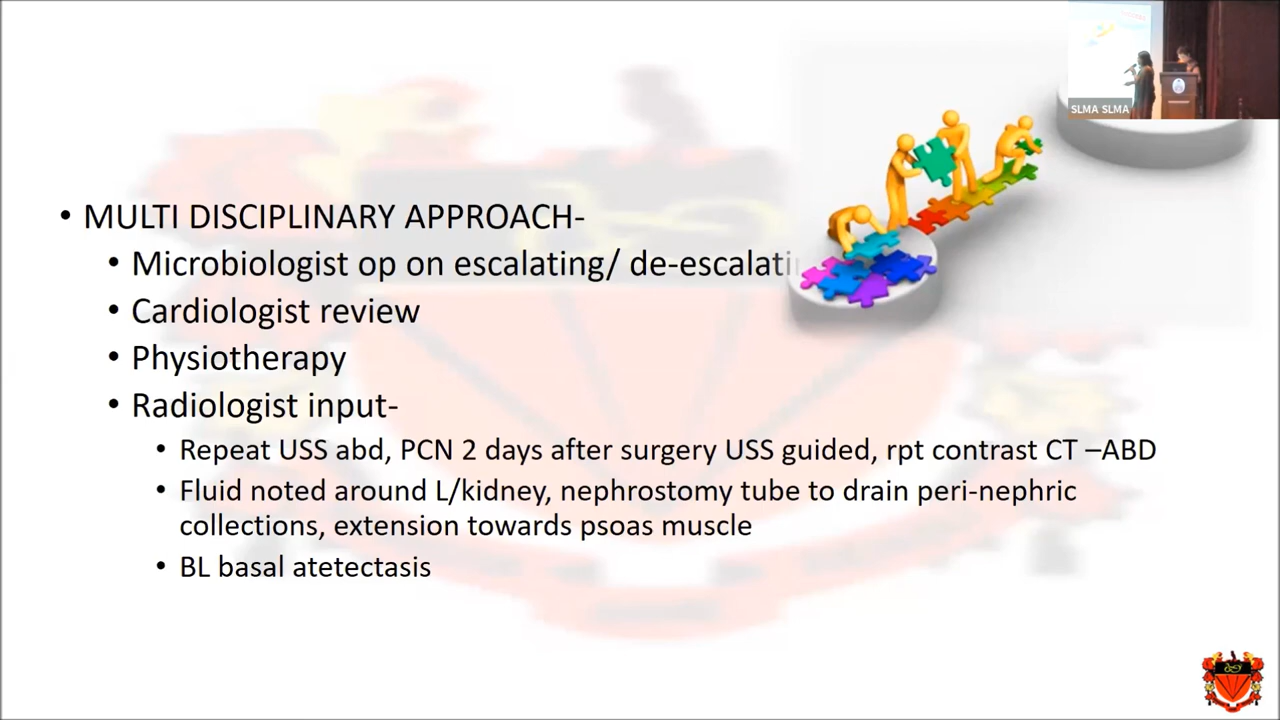 SLMA SLMA
• MULTI DISCIPLINARY APPROACH-
• Microbiologist op on escalating/
• Cardiologist review
• Physiotherapy
• Radiologist input-
• Repeat USS abd, PCN 2 days after surgery USS guided, rpt contrast CT –ABD
• Fluid noted around L/kidney, nephrostomy tube to drain peri-nephric
collections, extension towards psoas muscle
• BL basal atetectasis